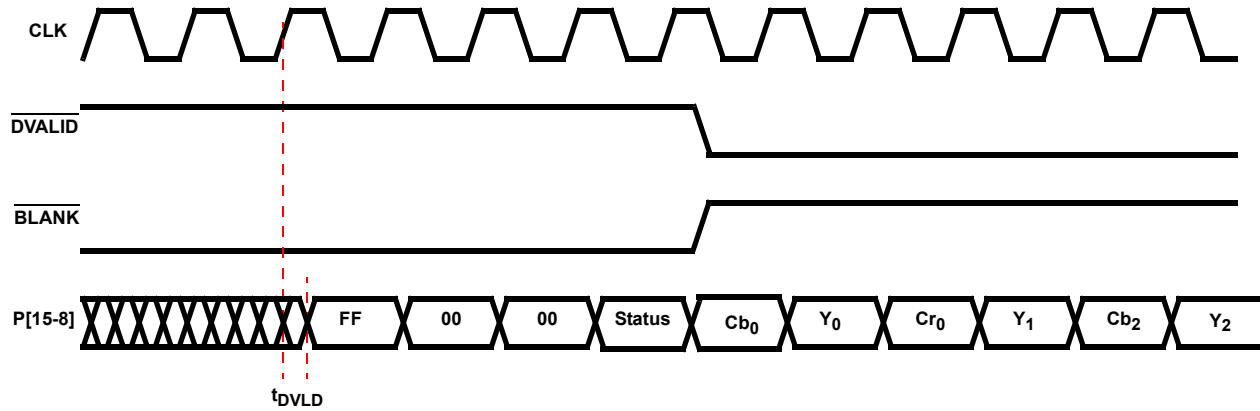 CLK
DVALID
BLANK
P[15-8] FF 00 00 Status Cb0 Y0 Cr0 Y1 Cb2 Y2
tDVLD